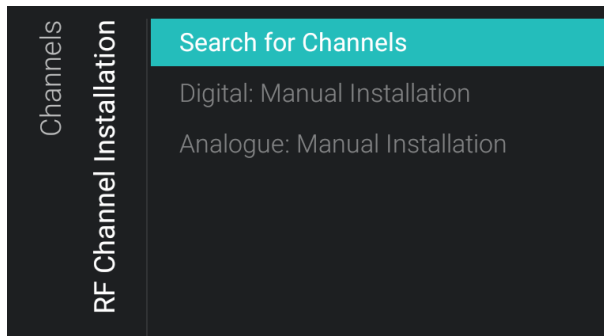 Channels
RF Channel Installation
Search for Channels
Digital: Manual Installation
Analogue: Manual Installation